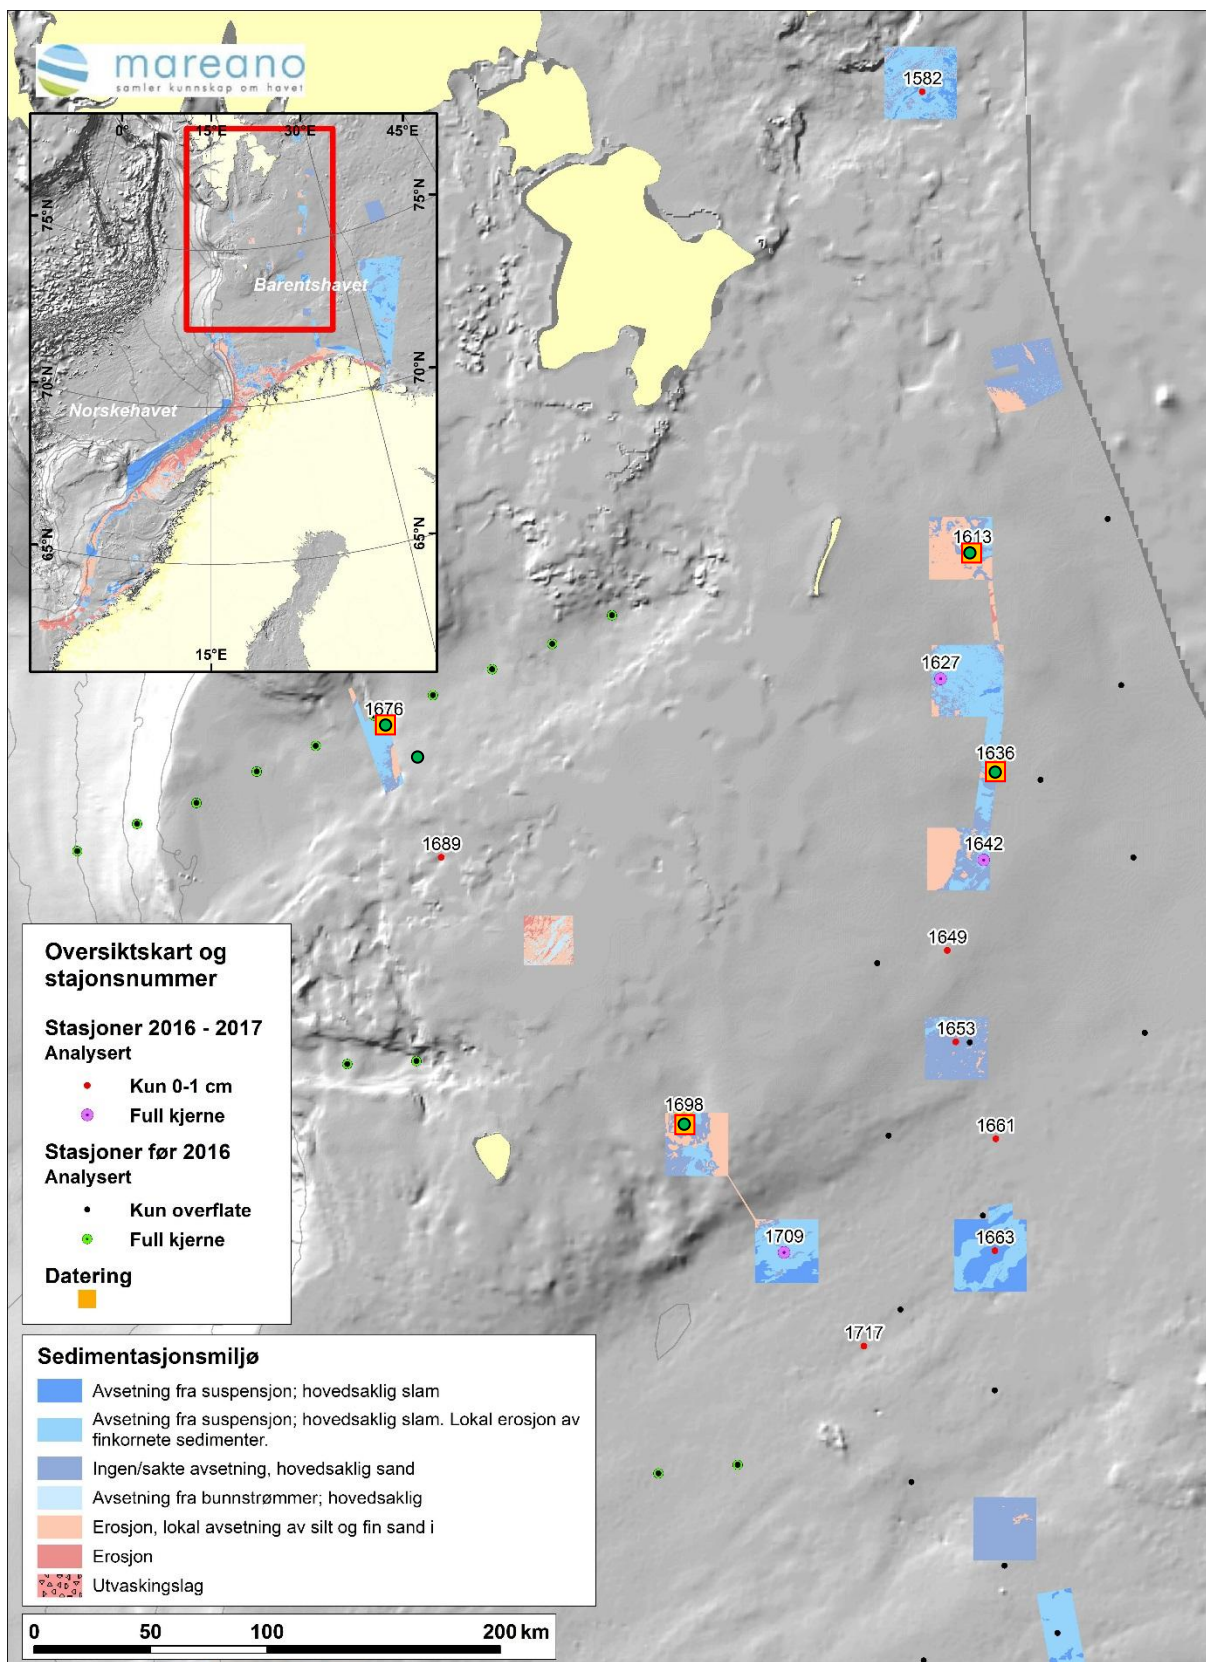 mareano
samler kunnskap om havet
0°
15°E
30°E
45°E
75°N
75°N
Barentshavet
70°N
70°N
Norskehavet
65°N
65°N
15°E
1582
1613
1627
1676
1636
1689
1642
1649
1653
1698
1661
1709
1663
1717
Oversiktskart og
stajonsnummer
Stasjoner 2016 - 2017
Analysert
Kun 0-1 cm
Full kjerne
Stasjoner før 2016
Analysert
Kun overflate
Full kjerne
Datering
Sedimentasjonsmiljø
Avsetning fra suspensjon; hovedsaklig slam
Avsetning fra suspensjon; hovedsaklig slam. Lokal erosjon av
finkornete sedimenter.
Ingen/sakte avsetning, hovedsaklig sand
Avsetning fra bunnstrømmer; hovedsaklig
Erosjon, lokal avsetning av silt og fin sand i
Erosjon
Utvaskingslag
0 50 100 200 km